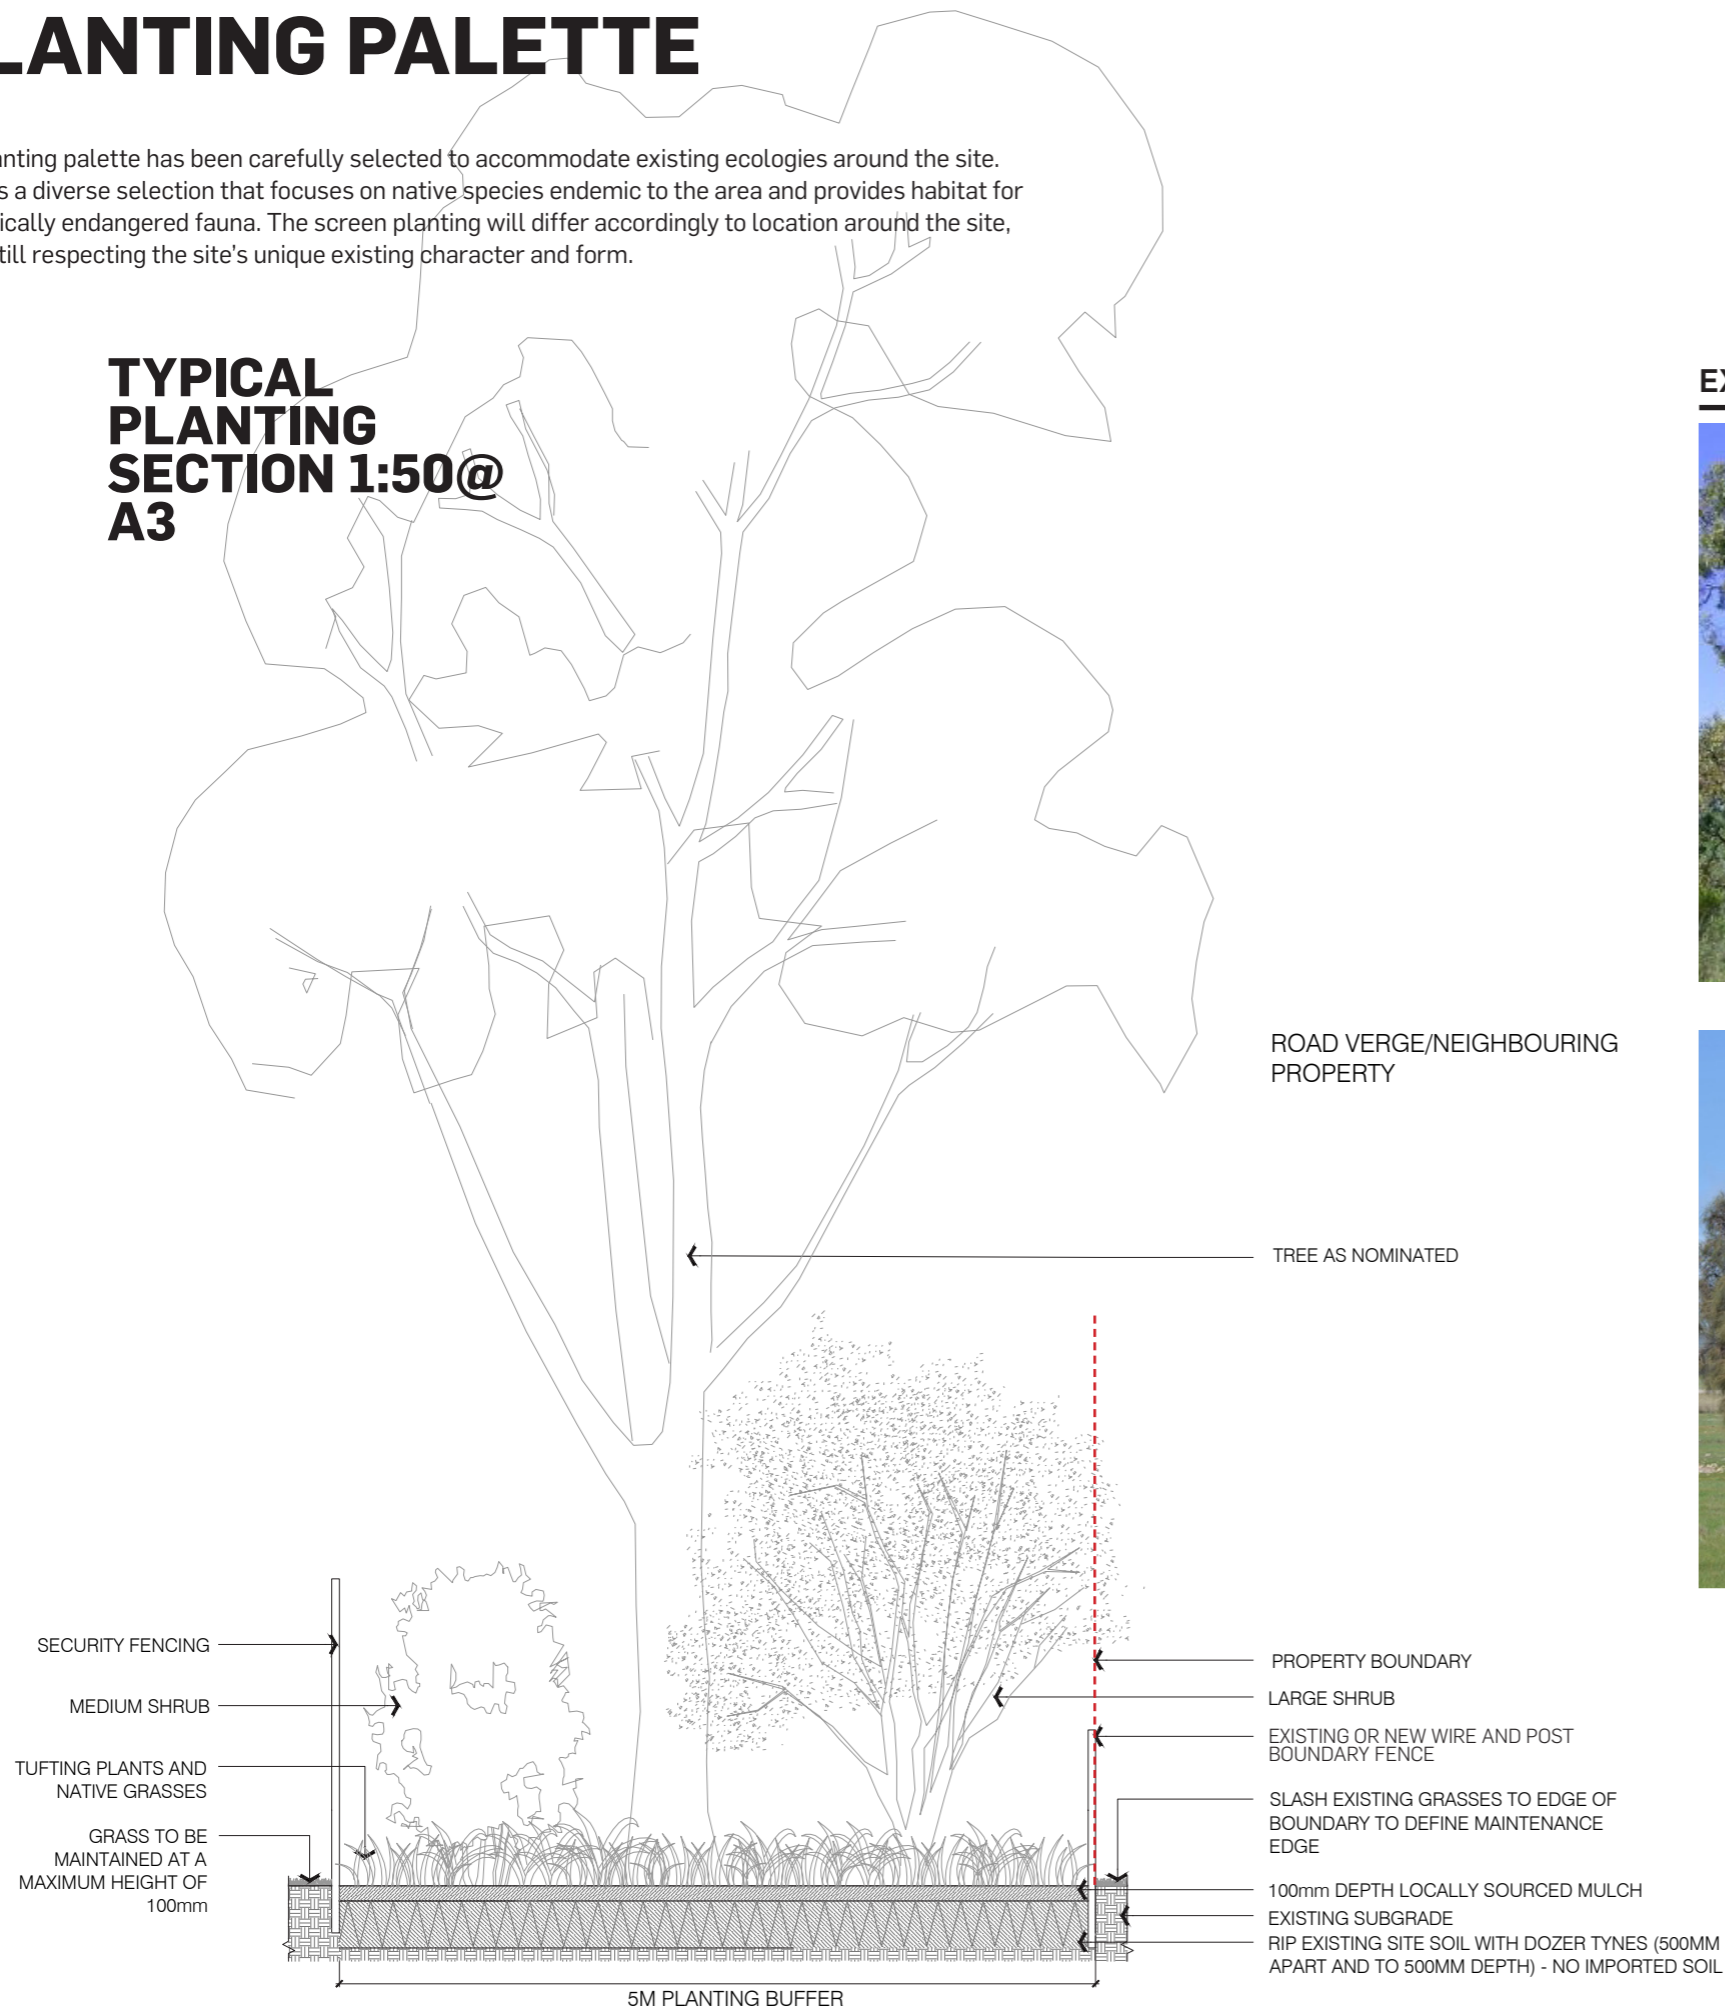 LANTING PALETTE
anting palette has been carefully selected to accommodate existing ecologies around the site.
s a diverse selection that focuses on native species endemic to the area and provides habitat for
ically endangered fauna. The screen planting will differ accordingly to location around the site,
till respecting the site's unique existing character and form.
TYPICAL
PLANTING
SECTION 1:50@
A3
EX
ROAD VERGE/NEIGHBOURING
PROPERTY
TREE AS NOMINATED
SECURITY FENCING
MEDIUM SHRUB
TUFTING PLANTS AND
NATIVE GRASSES
GRASS TO BE
MAINTAINED AT A
MAXIMUM HEIGHT OF
100mm
PROPERTY BOUNDARY
LARGE SHRUB
EXISTING OR NEW WIRE AND POST
BOUNDARY FENCE
SLASH EXISTING GRASSES TO EDGE OF
BOUNDARY TO DEFINE MAINTENANCE
EDGE
100mm DEPTH LOCALLY SOURCED MULCH
EXISTING SUBGRADE
RIP EXISTING SITE SOIL WITH DOZER TYNES (500MM
APART AND TO 500MM DEPTH) - NO IMPORTED SOIL
5M PLANTING BUFFER